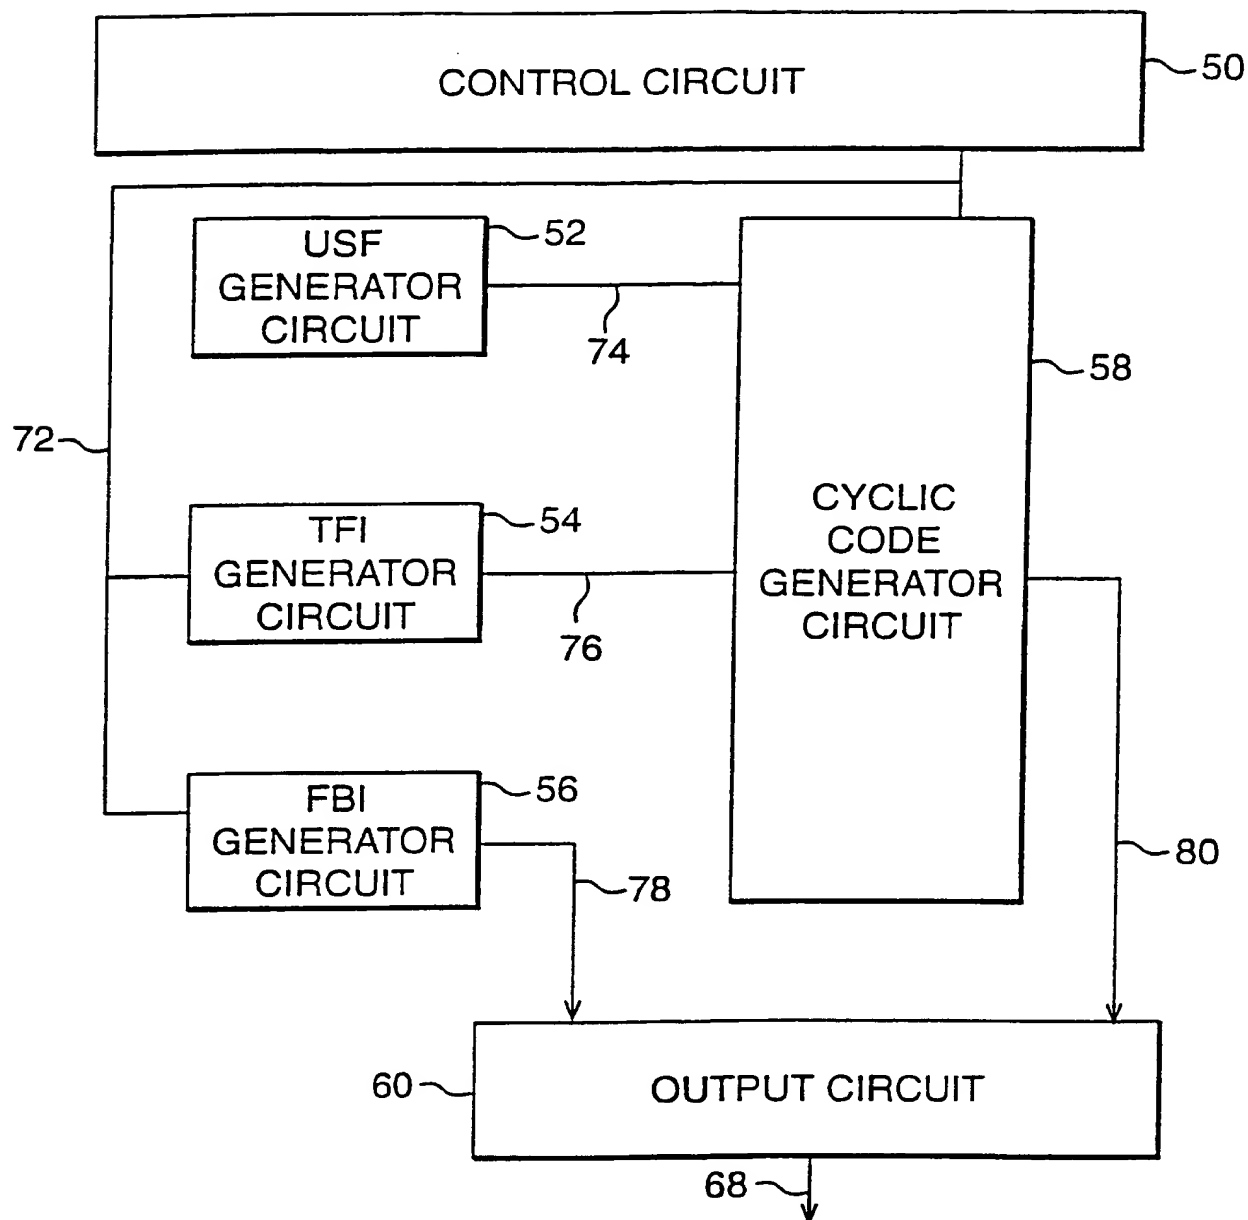 CONTROL CIRCUIT
50
USF
GENERATOR
CIRCUIT
52
74
58
72
TFI
GENERATOR
CIRCUIT
54
76
CYCLIC
CODE
GENERATOR
CIRCUIT
FBI
GENERATOR
CIRCUIT
56
78
80
60
OUTPUT CIRCUIT
68